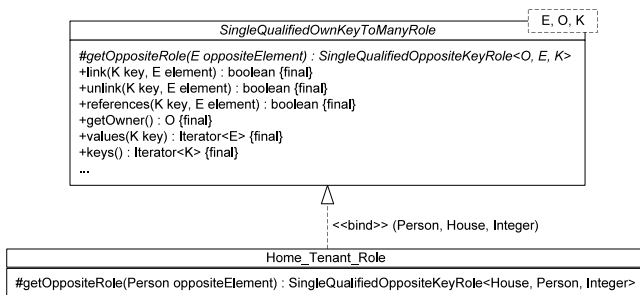 E, O, K
SingleQualifiedOwnKeyToManyRole
#getOppositeRole(E oppositeElement) : SingleQualifiedOppositeKeyRole<O, E, K>
+link(K key, E element) : boolean {final}
+unlink(K key, E element) : boolean {final}
+references(K key, E element) : boolean {final}
+getOwner() : O {final}
+values(K key) : Iterator<E> {final}
+keys() : Iterator<K> {final}
...
<<bind>> (Person, House, Integer)
Home_Tenant_Role
#getOppositeRole(Person oppositeElement) : SingleQualifiedOppositeKeyRole<House, Person, Integer>